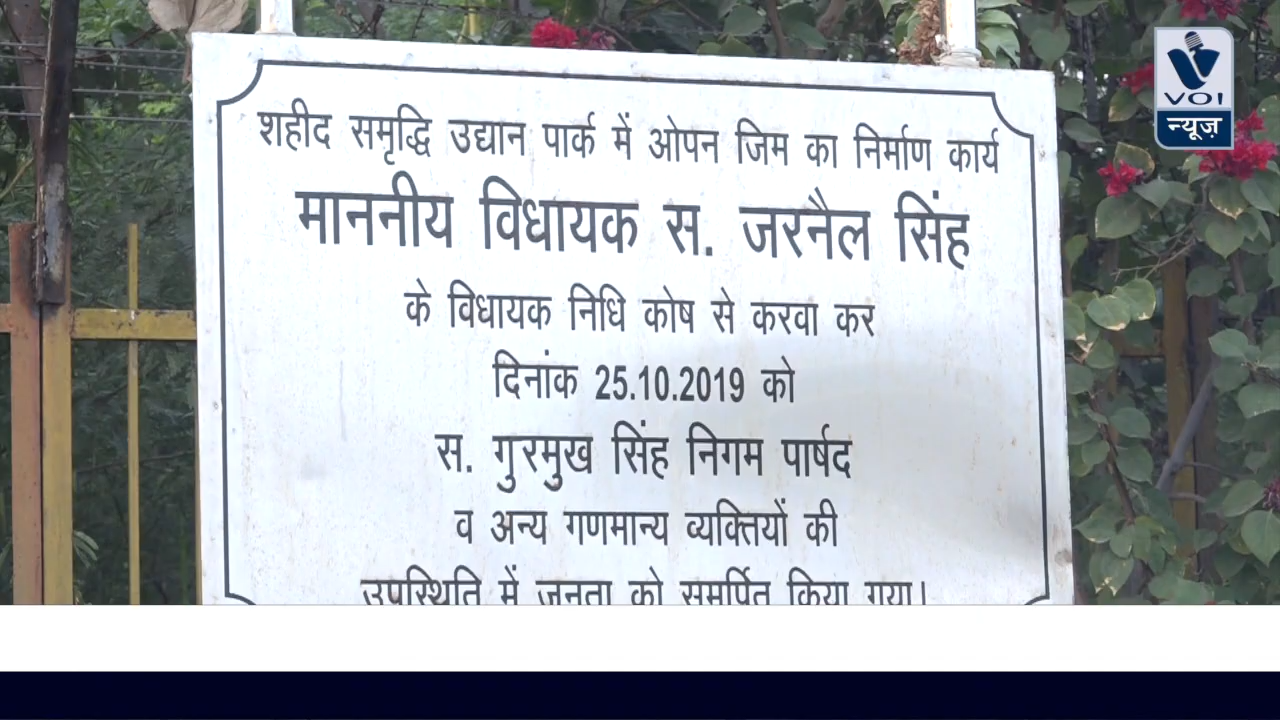 शहीद समृद्धि उद्यान पार्क में ओपन जिम का निर्माण कार्य
माननीय विधायक स. जरनैल सिंह
के विधायक निधि कोष से करवा कर
दिनांक 25.10.2019 को
स. गुरमुख सिंह निगम पार्षद
व अन्य गणमान्य व्यक्तियों की
उपस्थिति में जनता को समर्पित किया गया।
VOI
न्यूज़